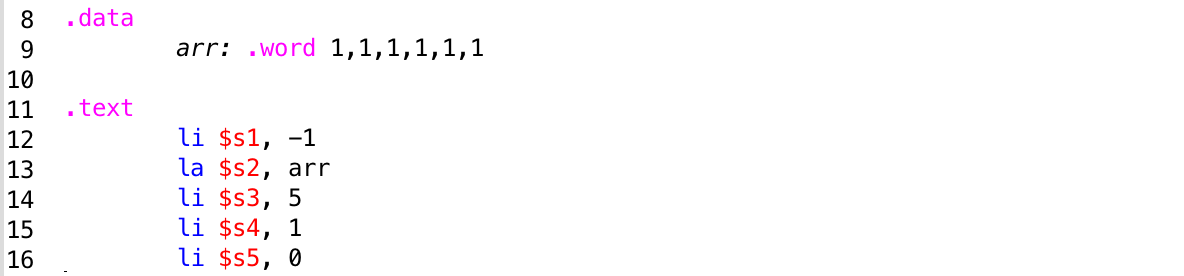 8 .data
9 arr: .word 1,1,1,1,1,1
10
11 .text
12 li $s1, -1
13 la $s2, arr
14 li $s3, 5
15 li $s4, 1
16 li $s5, 0